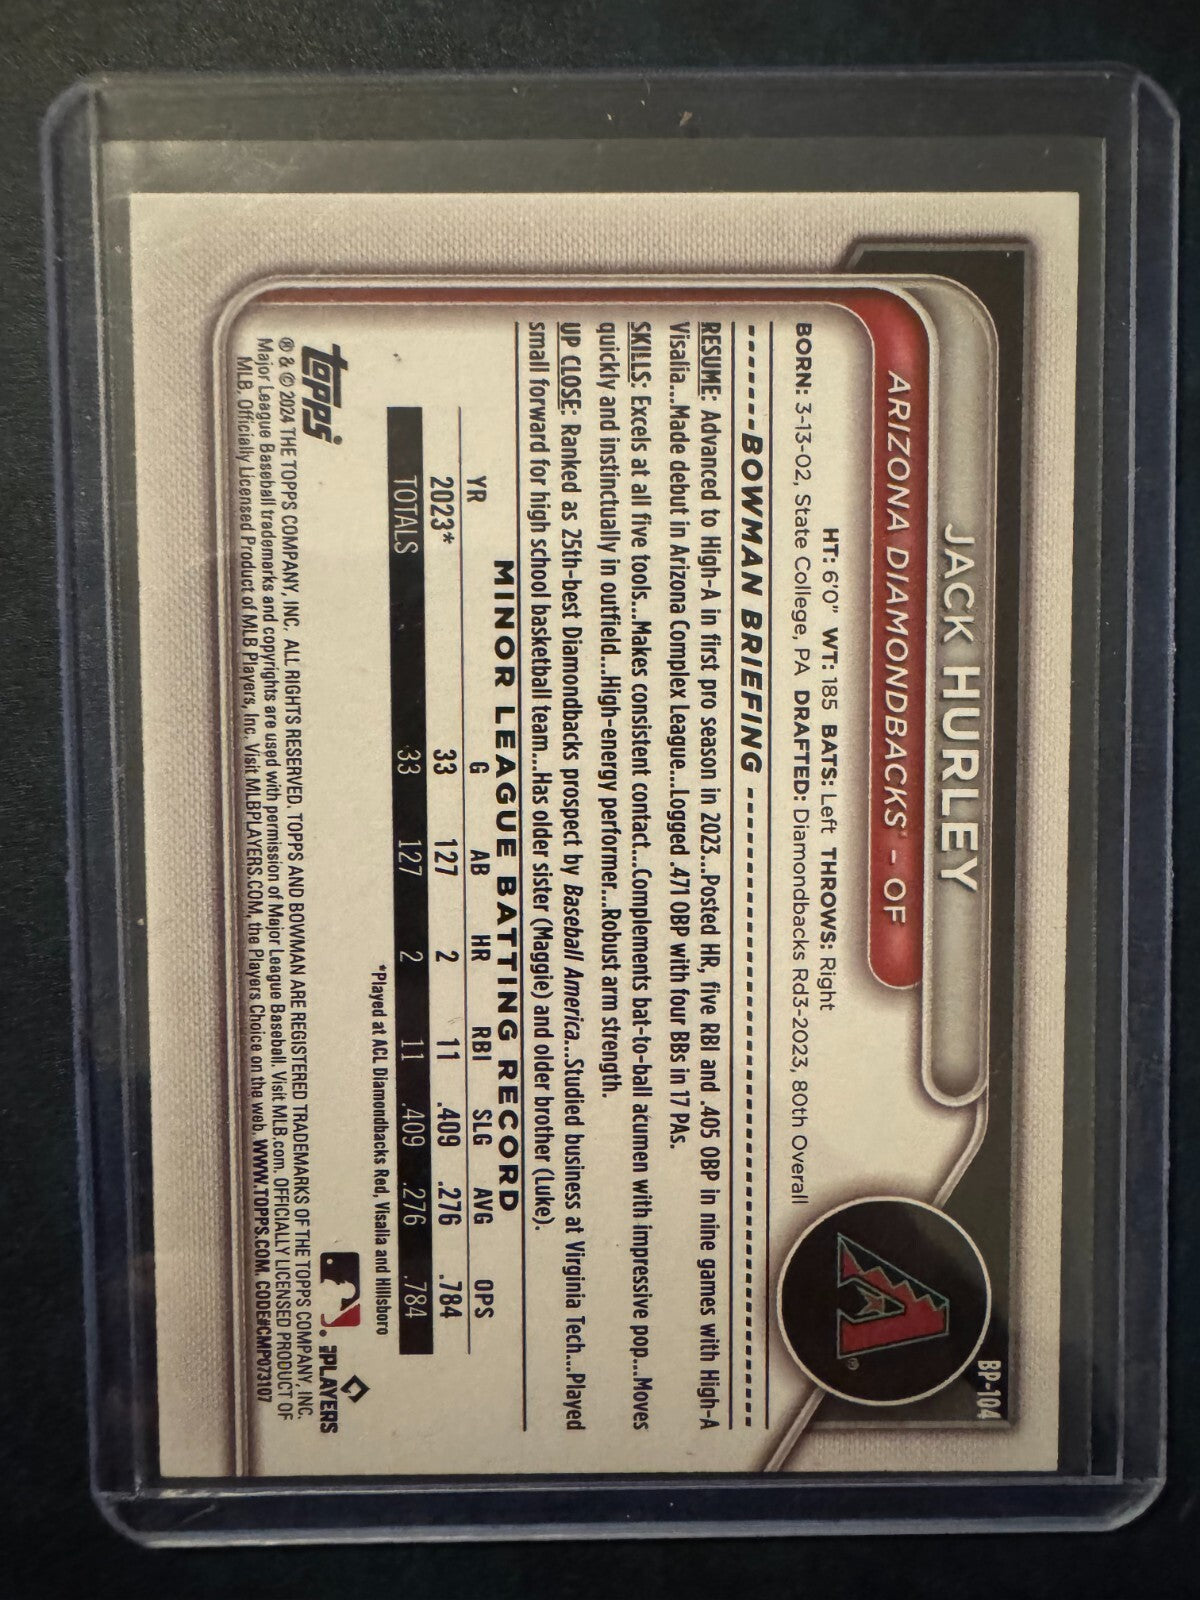 BP-104
JACK HURLEY
ARIZONA DIAMONDBACKS® - OF
HT: 6'0" WT: 185 BATS: Left THROWS: Right
BORN: 3-13-02, State College, PA DRAFTED: Diamondbacks Rd3-2023, 80th Overall
BOWMAN BRIEFING
RESUME: Advanced to High-A in first pro season in 2023...Posted HR, five RBI and .405 OBP in nine games with High-A
Visalia...Made debut in Arizona Complex League...Logged .471 OBP with four BBs in 17 PAs.
SKILLS: Excels at all five tools...Makes consistent contact...Complements bat-to-ball acumen with impressive pop...Moves
quickly and instinctually in outfield...High-energy performer...Robust arm strength.
UP CLOSE: Ranked as 25th-best Diamondbacks prospect by Baseball America...Studied business at Virginia Tech...Played
small forward for high school basketball team...Has older sister (Maggie) and older brother (Luke).
MINOR LEAGUE BATTING RECORD
YR G AB HR RBI SLG AVG OPS
2023* 33 127 2 11 .409 .276 .784
TOTALS 33 127 2 11 .409 .276 .784
*Played at ACL Diamondbacks Red, Visalia and Hillsboro
topps
PLAYERS
® & © 2024 THE TOPPS COMPANY, INC. ALL RIGHTS RESERVED. TOPPS AND BOWMAN ARE REGISTERED TRADEMARKS OF THE TOPPS COMPANY, INC.
Major League Baseball trademarks and copyrights are used with permission of Major League Baseball. Visit MLB.com. OFFICIALLY LICENSED PRODUCT OF
MLB. Officially Licensed Product of MLB Players, Inc. Visit MLBPLAYERS.COM, the Players Choice on the web. WWW.TOPPS.COM. CODE#CMP073107